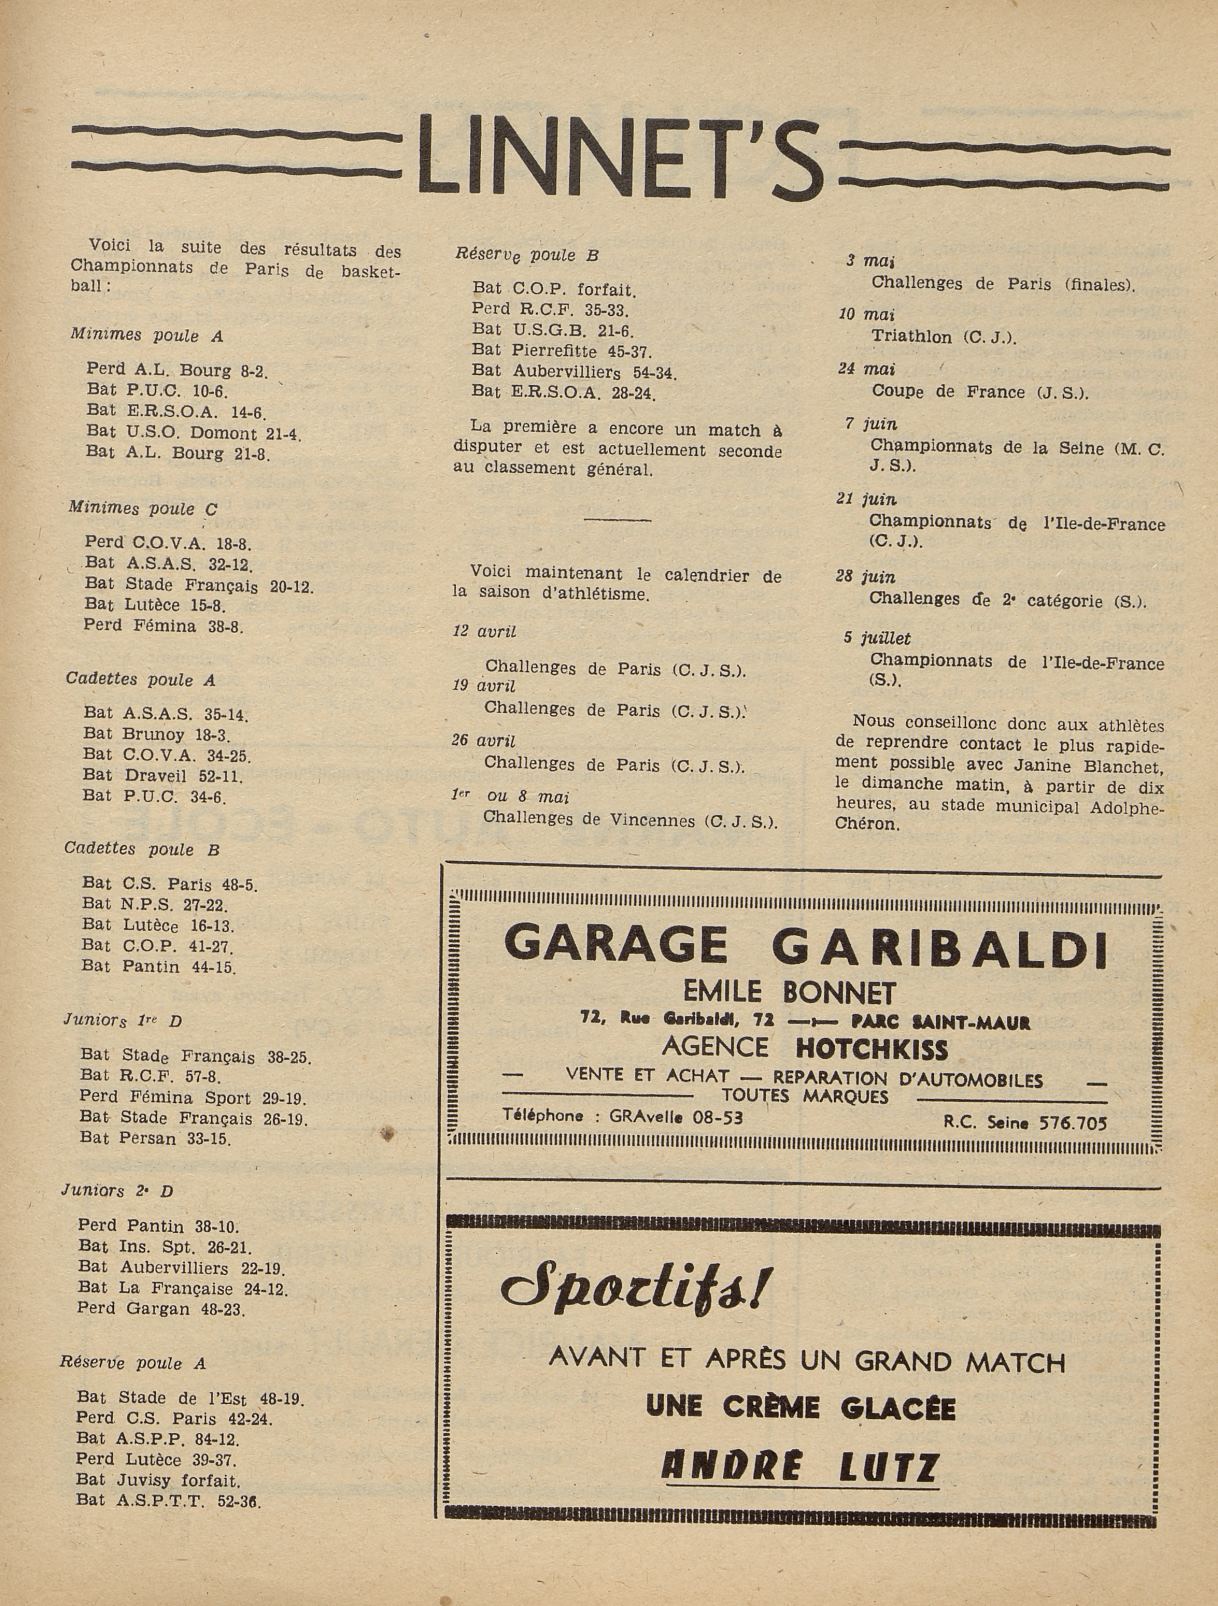 LINNET'S
Voici la suite des résultats des
Championnats de Paris de basket-
ball :
Minimes poule A
Perd A.L. Bourg 8-2.
Bat P.U.C. 10-6.
Bat E.R.S.O.A. 14-6.
Bat U.S.O. Domont 21-4.
Bat A.L. Bourg 21-8.
Minimes poule C
Perd C.O.V.A. 18-8.
Bat A.S.A.S. 32-12.
Bat Stade Français 20-12.
Bat Lutèce 15-8.
Perd Fémina 38-8.
Cadettes poule A
Bat A.S.A.S. 35-14.
Bat Brunoy 18-3.
Bat C.O.V.A. 34-25.
Bat Draveil 52-11.
Bat P.U.C. 34-6.
Cadettes poule B
Bat C.S. Paris 48-5.
Bat N.P.S. 27-22.
Bat Lutèce 16-13.
Bat C.O.P. 41-27.
Bat Pantin 44-15.
Juniors 1re D
Bat Stade Français 38-25.
Bat R.C.F. 57-8.
Perd Fémina Sport 29-19.
Bat Stade Français 26-19.
Bat Persan 33-15.
Juniors 2e D
Perd Pantin 38-10.
Bat Ins. Spt. 26-21.
Bat Aubervilliers 22-19.
Bat La Française 24-12.
Perd Gargan 48-23.
Réserve poule A
Bat Stade de l'Est 48-19.
Perd C.S. Paris 42-24.
Bat A.S.P.P. 84-12.
Perd Lutèce 39-37.
Bat Juvisy forfait.
Bat A.S.P.T.T. 52-36.
Réserve poule B
Bat C.O.P. forfait.
Perd R.C.F. 35-33.
Bat U.S.G.B. 21-6.
Bat Pierrefitte 45-37.
Bat Aubervilliers 54-34.
Bat E.R.S.O.A. 28-24.
La première a encore un match à
disputer et est actuellement seconde
au classement général.
Voici maintenant le calendrier de
la saison d'athlétisme.
12 avril
Challenges de Paris (C. J. S.).
19 avril
Challenges de Paris (C. J. S.).
26 avril
Challenges de Paris (C. J. S.).
1er ou 8 mai
Challenges de Vincennes (C. J. S.).
3 mai
Challenges de Paris (finales).
10 mai
Triathlon (C. J.).
24 mai
Coupe de France (J. S.).
7 juin
Championnats de la Seine (M. C.
J. S.).
21 juin
Championnats de l'Ile-de-France
(C. J.).
28 juin
Challenges de 2e catégorie (S.).
5 juillet
Championnats de l'Ile-de-France
(S.).
Nous conseillonc donc aux athlètes
de reprendre contact le plus rapide-
ment possible avec Janine Blanchet,
le dimanche matin, à partir de dix
heures, au stade municipal Adolphe-
Chéron.
GARAGE GARIBALDI
EMILE BONNET
72, Rue Garibaldi, 72 — PARC SAINT-MAUR
AGENCE HOTCHKISS
— VENTE ET ACHAT — REPARATION D'AUTOMOBILES —
TOUTES MARQUES
Téléphone : GRAvelle 08-53 R.C. Seine 576.705
Sportifs!
AVANT ET APRÈS UN GRAND MATCH
UNE CRÈME GLACÉE
ANDRÉ LUTZ